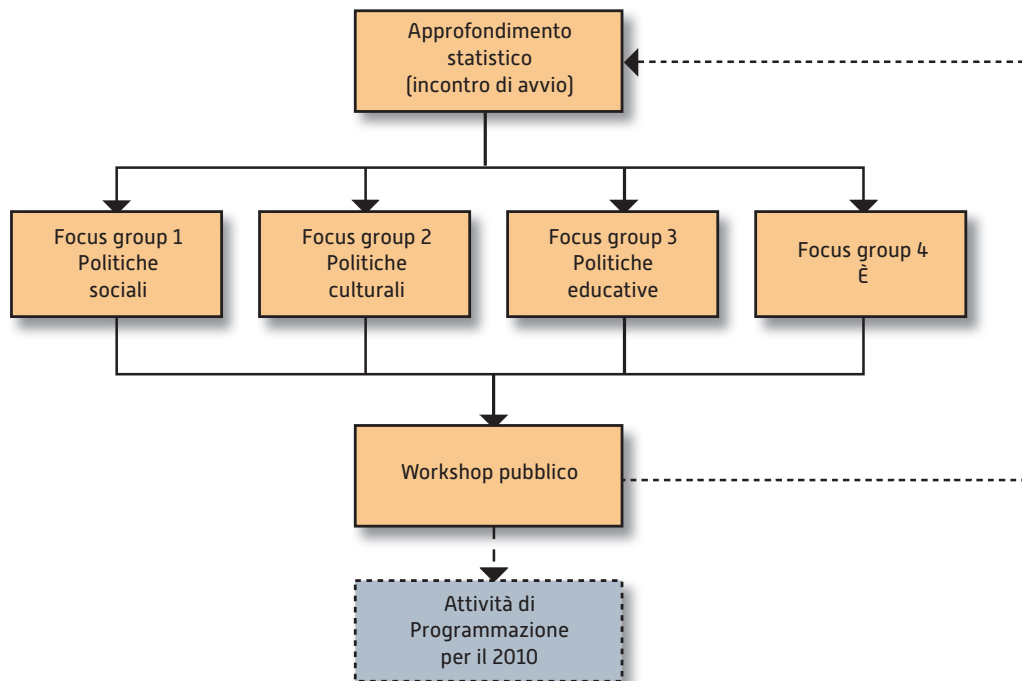 Approfondimento
statistico
(incontro di avvio)
Focus group 1
Politiche
sociali
Focus group 2
Politiche
culturali
Focus group 3
Politiche
educative
Focus group 4
È
Workshop pubblico
Attività di
Programmazione
per il 2010